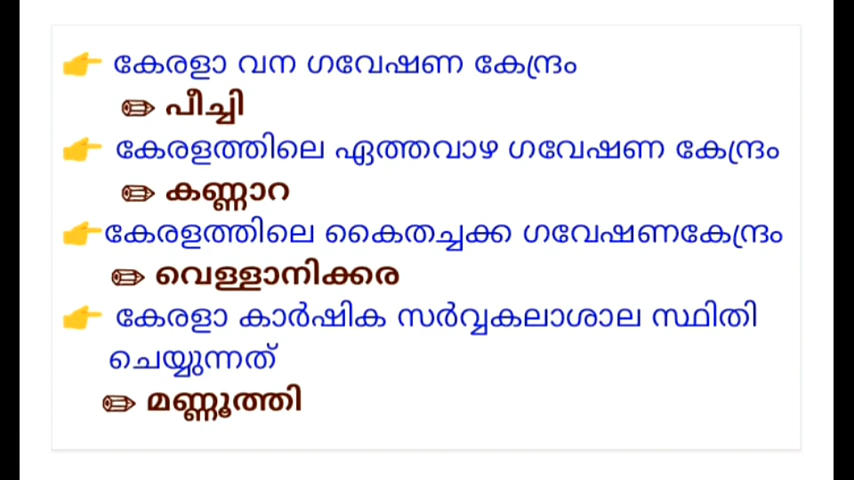 👉 കേരളാ വന ഗവേഷണ കേന്ദ്രം
✏ പീച്ചി
👉 കേരളത്തിലെ ഏത്തവാഴ ഗവേഷണ കേന്ദ്രം
✏ കണ്ണാറ
👉കേരളത്തിലെ കൈതച്ചക്ക ഗവേഷണകേന്ദ്രം
✏ വെള്ളാനിക്കര
👉 കേരളാ കാർഷിക സർവ്വകലാശാല സ്ഥിതി
ചെയ്യുന്നത്
✏ മണ്ണൂത്തി